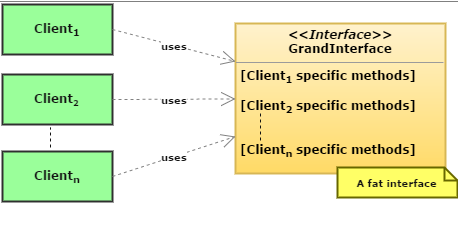 Client1
uses
<<Interface>>
GrandInterface
[Client1 specific methods]
Client2
uses
[Client2 specific methods]
Clientn
uses
[Clientn specific methods]
A fat interface